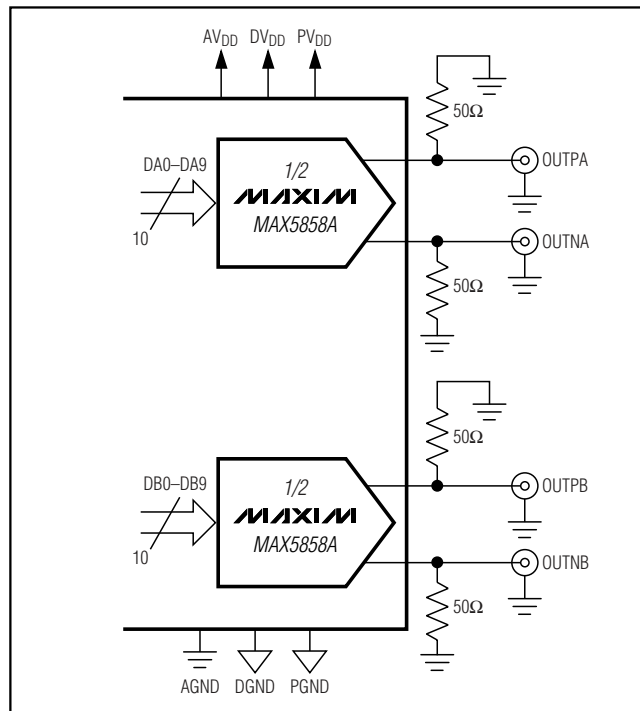 AVDD DVDD PVDD
50Ω
DA0–DA9
1/2
MAXIM
MAX5858A
10
OUTPA
OUTNA
50Ω
50Ω
DB0–DB9
1/2
MAXIM
MAX5858A
10
OUTPB
OUTNB
50Ω
AGND DGND PGND